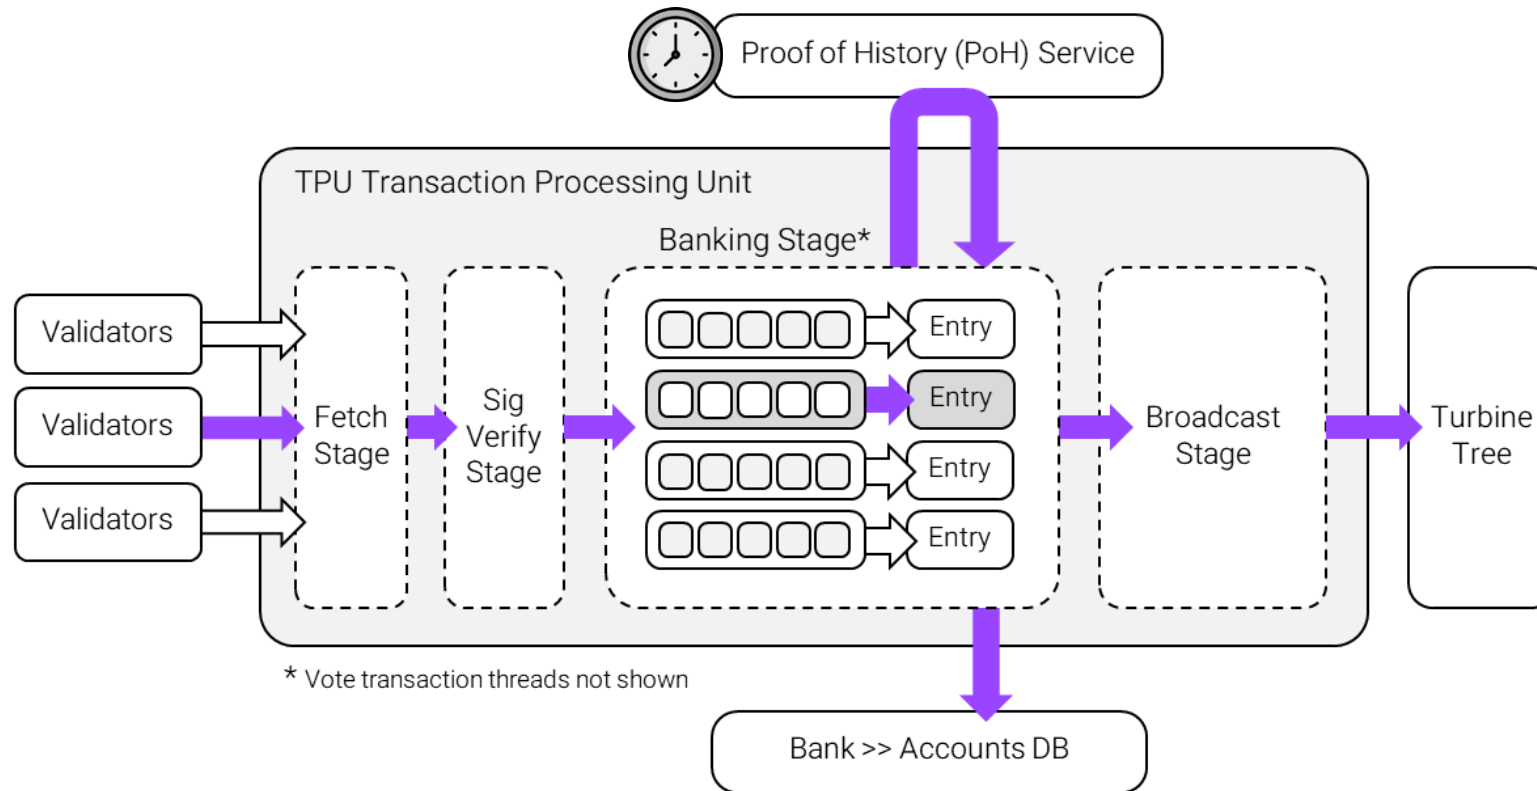 Proof of History (PoH) Service
TPU Transaction Processing Unit
Banking Stage*
Validators
Validators
Validators
Fetch
Stage
Sig
Verify
Stage
Entry
Entry
Entry
Entry
Broadcast
Stage
Turbine
Tree
* Vote transaction threads not shown
Bank >> Accounts DB